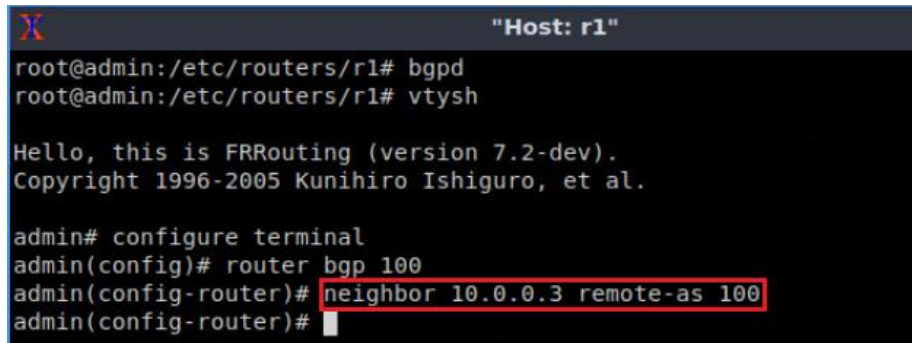 X
"Host: r1"
root@admin:/etc/routers/r1# bgpd
root@admin:/etc/routers/r1# vtysh
Hello, this is FRRouting (version 7.2-dev).
Copyright 1996-2005 Kunihiro Ishiguro, et al.
admin# configure terminal
admin(config)# router bgp 100
admin(config-router)# neighbor 10.0.0.3 remote-as 100
admin(config-router)#